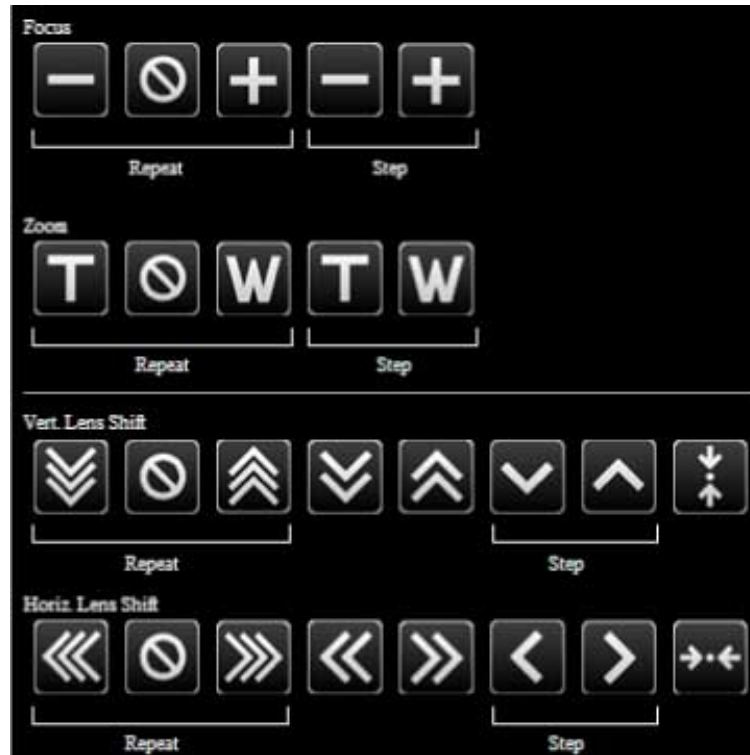 Focus
Repeat Step
Zoom
T W T W
Repeat Step
Vert. Lens Shift
Repeat Step
Horiz. Lens Shift
Repeat Step